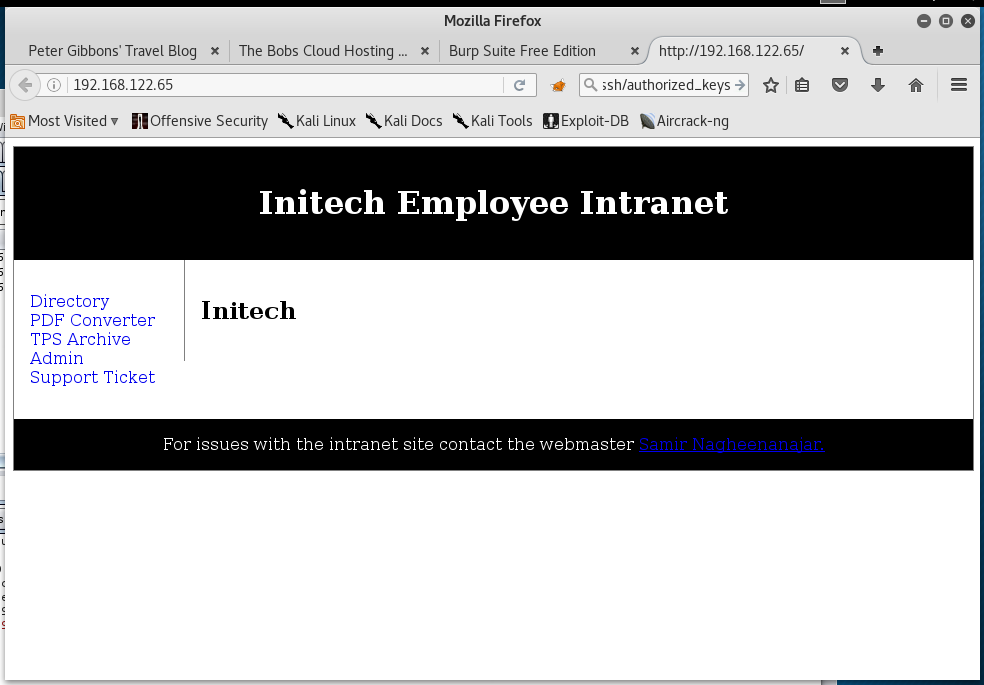 Mozilla Firefox
Peter Gibbons' Travel Blog
The Bobs Cloud Hosting ...
Burp Suite Free Edition
http://192.168.122.65/
192.168.122.65
ssh/authorized_keys
Most Visited
Offensive Security
Kali Linux
Kali Docs
Kali Tools
Exploit-DB
Aircrack-ng
Initech Employee Intranet
Directory
PDF Converter
TPS Archive
Admin
Support Ticket
Initech
For issues with the intranet site contact the webmaster Samir Nagheenanajar.